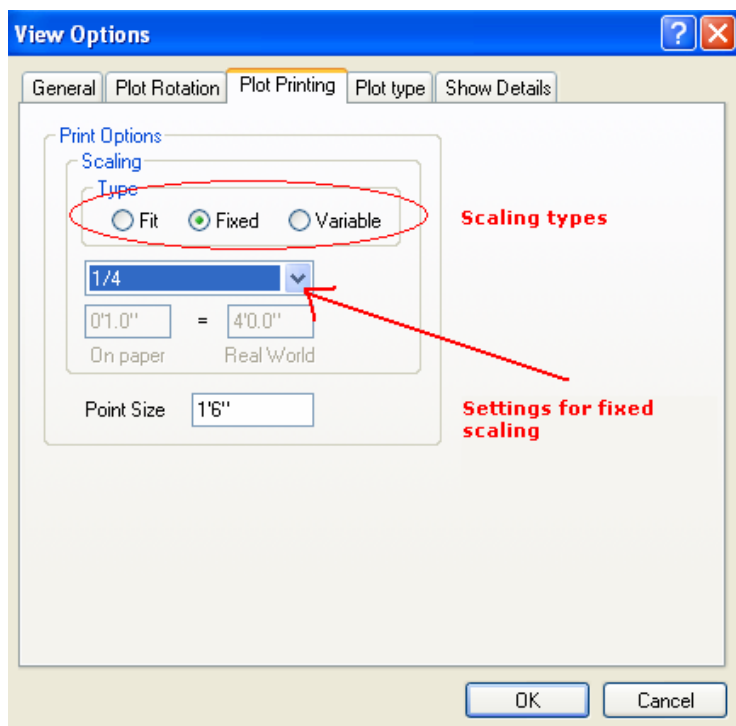 View Options
General Plot Rotation Plot Printing Plot type Show Details
Print Options
Scaling
Type
Fit Fixed Variable
Scaling types
1/4
0'1.0" = 4'0.0"
On paper Real World
Point Size 1'6"
Settings for fixed
scaling
OK Cancel